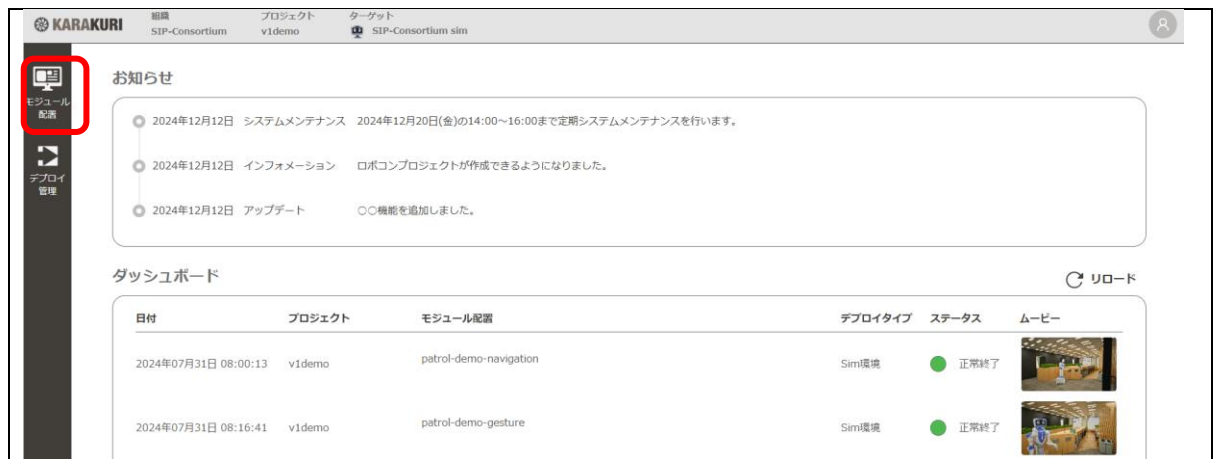 KARAKURI
組織 プロジェクト ターゲット
SIP-Consortium v1demo SIP-Consortium sim
モジュール
配置
デプロイ
管理
お知らせ
2024年12月12日 システムメンテナンス 2024年12月20日(金)の14:00～16:00まで定期システムメンテナンスを行います。
2024年12月12日 インフォメーション ロボコンプロジェクトが作成できるようになりました。
2024年12月12日 アップデート ○○機能を追加しました。
ダッシュボード
リロード
日付 プロジェクト モジュール配置 デプロイタイプ ステータス ムービー
2024年07月31日 08:00:13 v1demo patrol-demo-navigation Sim環境 正常終了
2024年07月31日 08:16:41 v1demo patrol-demo-gesture Sim環境 正常終了